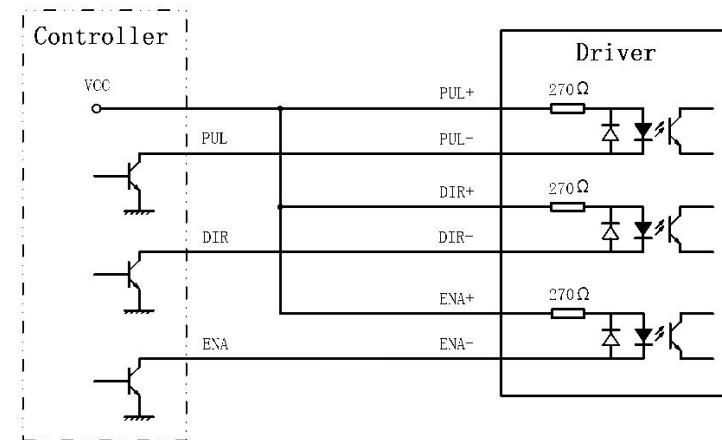 Controller
Driver
VCC
PUL+
270Ω
PUL
PUL-
DIR+
270Ω
DIR
DIR-
ENA+
270Ω
ENA
ENA-